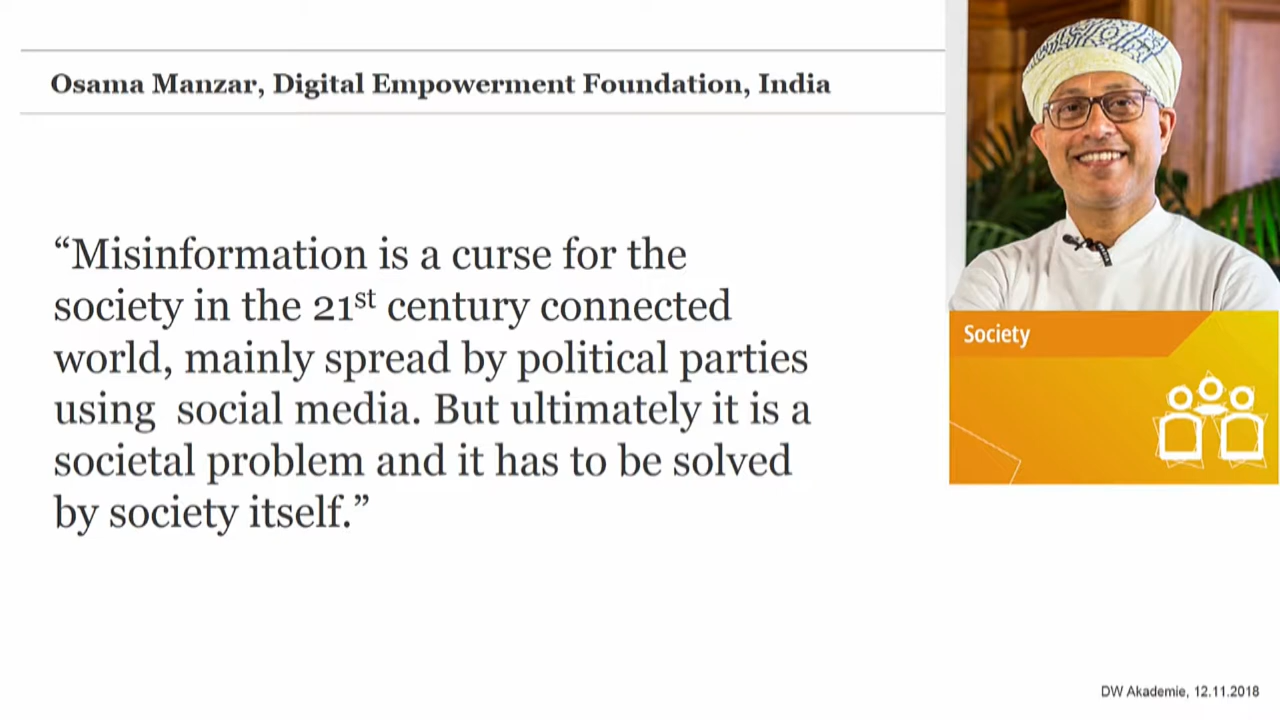 Osama Manzar, Digital Empowerment Foundation, India
“Misinformation is a curse for the
society in the 21st century connected
world, mainly spread by political parties
using  social media. But ultimately it is a
societal problem and it has to be solved
by society itself.”
Society
DW Akademie, 12.11.2018